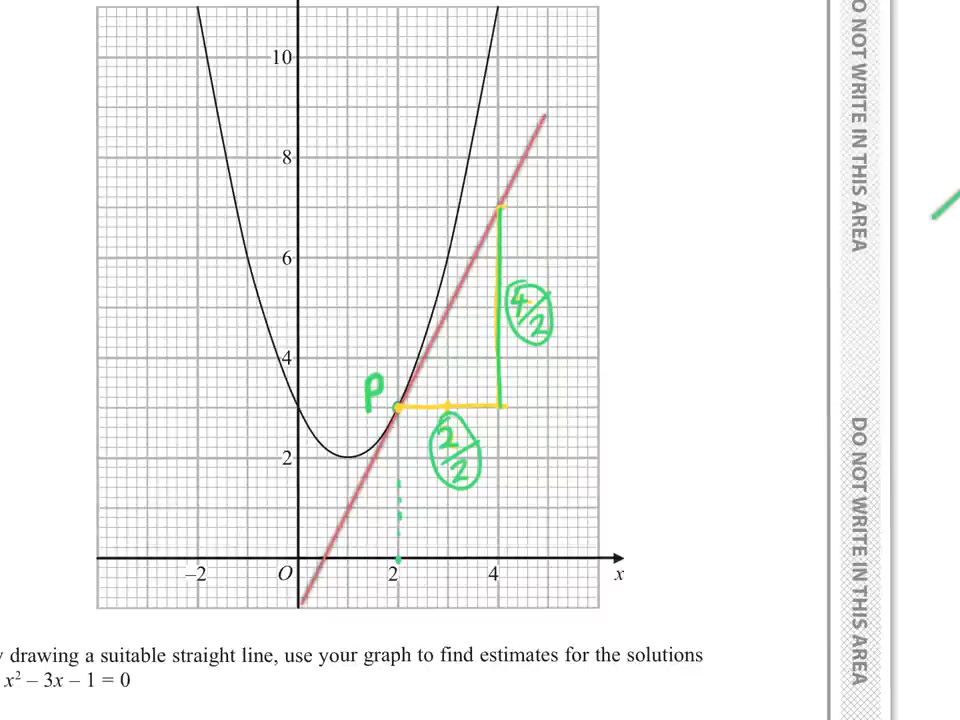 10
8
6
4
P
2
4/2
2/2
–2
O
2
4
x
drawing a suitable straight line, use your graph to find estimates for the solutions
x² – 3x – 1 = 0
DO NOT WRITE IN THIS AREA
DO NOT WRITE IN THIS AREA